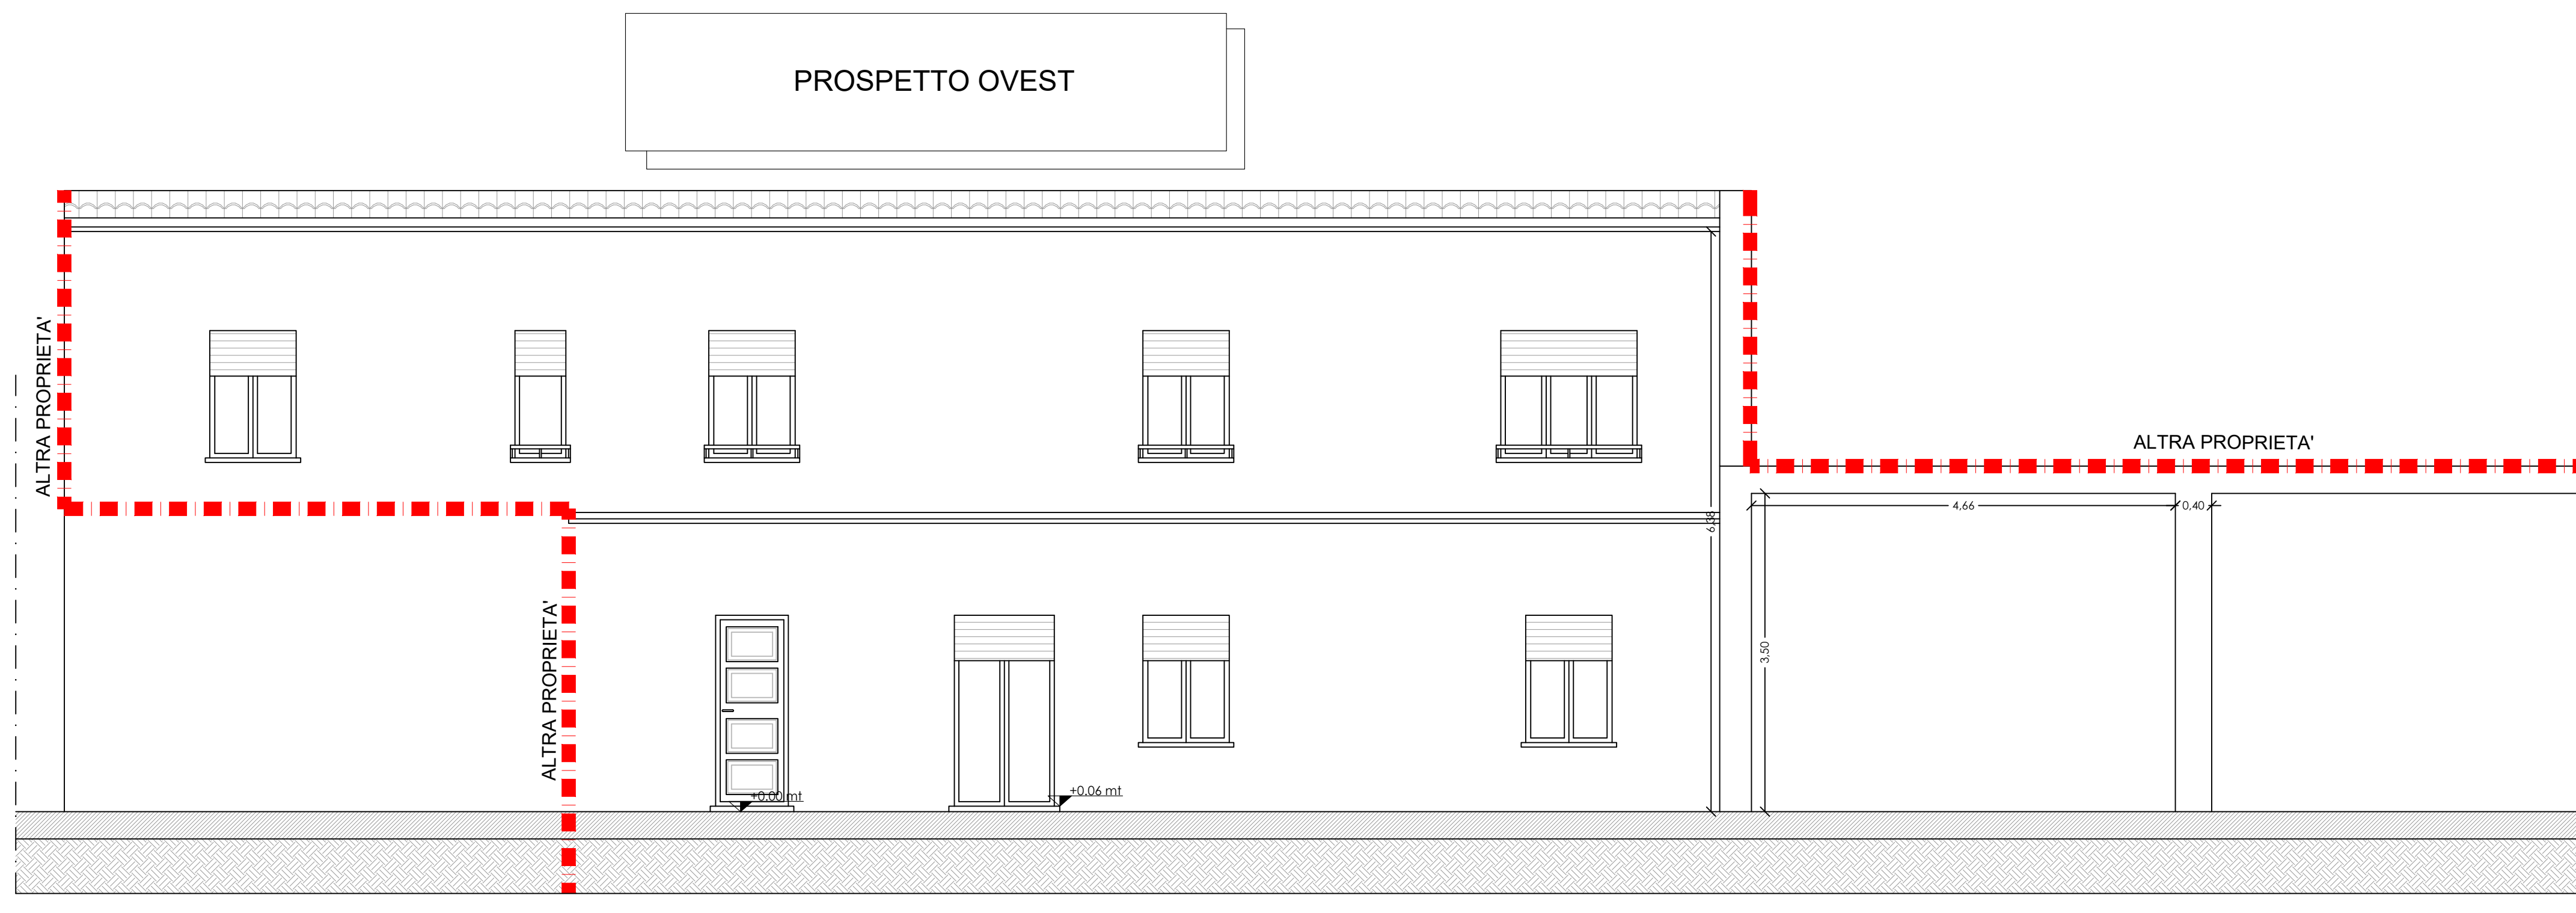 PROSPETTO OVEST
ALTRA PROPRIETA'
ALTRA PROPRIETA'
4,66
0,40
6,38
ALTRA PROPRIETA'
3,50
+0.00 mt
+0.06 mt